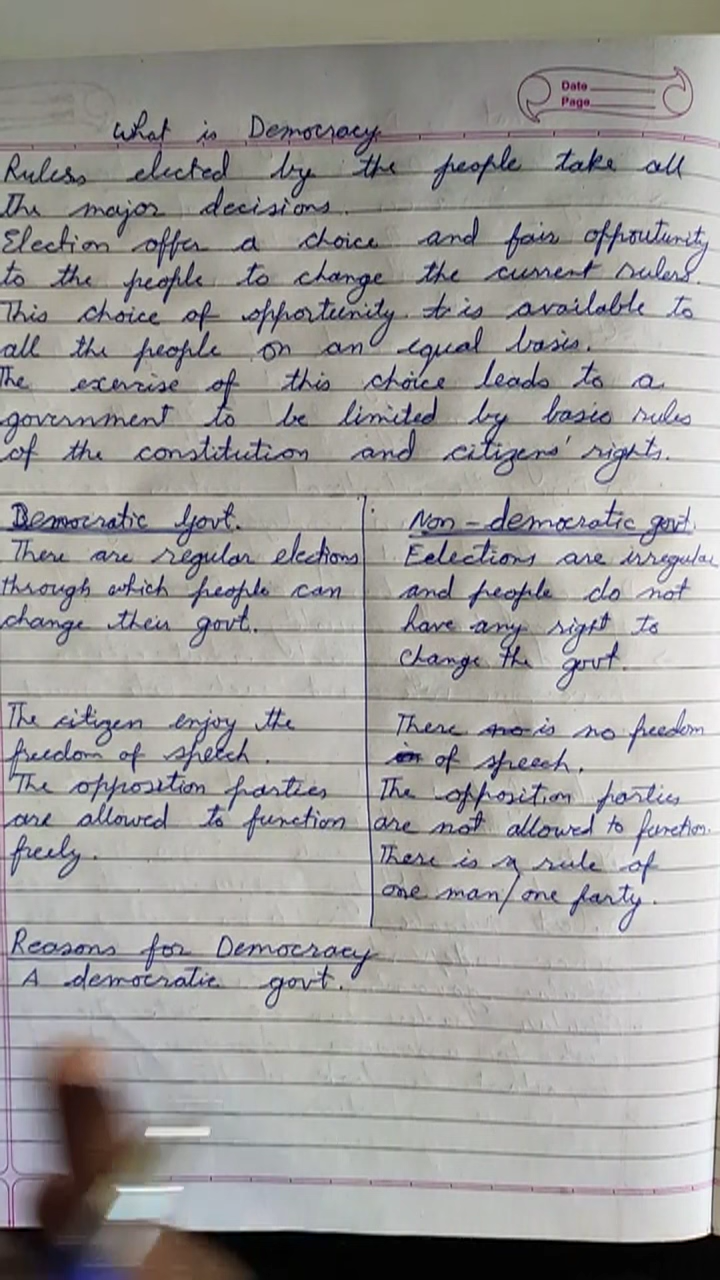 Date
Page
What is Democracy
Rulers elected by the people take all
the major decisions.
Election offer a choice and fair opportunity
to the people to change the current rulers.
This choice of opportunity is available to
all the people on an equal basis.
The exercise of this choice leads to a
government to be limited by basic rules
of the constitution and citizens' rights.
Democratic Govt.
There are regular elections
through which people can
change their govt.
The citizen enjoy the
freedom of speech.
The opposition parties
are allowed to function
freely.
Non-democratic govt.
Eelections are irregular
and people do not
have any right to
change the govt.
There is no freedom
of speech.
The opposition parties
are not allowed to function.
There is a rule of
one man/one party.
Reasons for Democracy
A democratic govt.